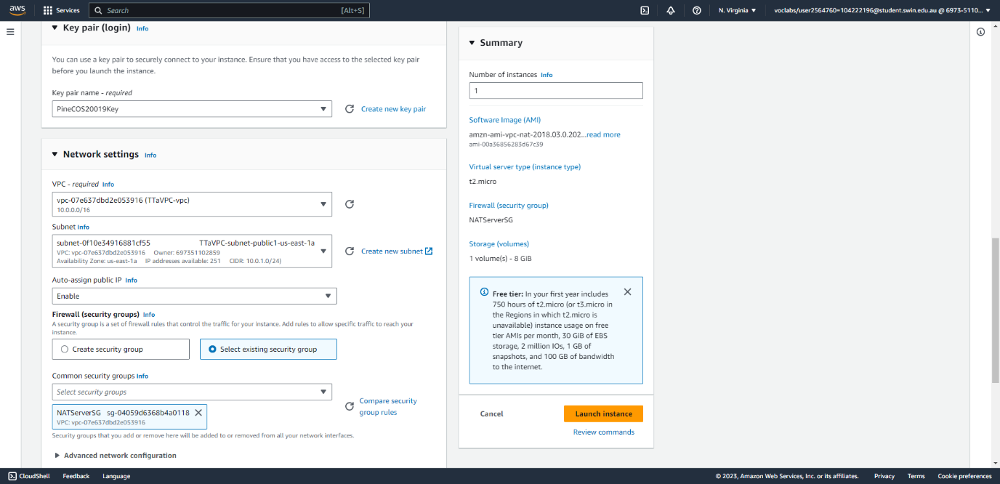 aws Services Search [Alt+S] N. Virginia voclabs/user2564760=104222196@student.swin.edu.au @ 6973-5110...
Key pair (login) Info
You can use a key pair to securely connect to your instance. Ensure that you have access to the selected key pair
before you launch the instance.
Key pair name - required
PineCOS20019Key
Create new key pair
Network settings Info
VPC - required Info
vpc-07e637dbd2e053916 (TTaVPC-vpc)
10.0.0.0/16
Subnet Info
subnet-0f10e34916881cf55 TTaVPC-subnet-public1-us-east-1a
VPC: vpc-07e637dbd2e053916 Owner: 697351102859
Availability Zone: us-east-1a IP addresses available: 251 CIDR: 10.0.1.0/24)
Create new subnet
Auto-assign public IP Info
Enable
Firewall (security groups) Info
A security group is a set of firewall rules that control the traffic for your instance. Add rules to allow specific traffic to reach your
instance.
Create security group
Select existing security group
Common security groups Info
Select security groups
NATServerSG sg-04059d6368b4a0118
VPC: vpc-07e637dbd2e053916
Compare security
group rules
Security groups that you add or remove here will be added to or removed from all your network interfaces.
Advanced network configuration
Summary
Number of instances Info
1
Software Image (AMI)
amzn-ami-vpc-nat-2018.03.0.202...read more
ami-00a36856283d67c39
Virtual server type (instance type)
t2.micro
Firewall (security group)
NATServerSG
Storage (volumes)
1 volume(s) - 8 GiB
Free tier: In your first year includes
750 hours of t2.micro (or t3.micro in
the Regions in which t2.micro is
unavailable) instance usage on free
tier AMIs per month, 30 GiB of EBS
storage, 2 million IOs, 1 GB of
snapshots, and 100 GB of bandwidth
to the internet.
Cancel
Launch instance
Review commands
CloudShell Feedback Language © 2023, Amazon Web Services, Inc. or its affiliates. Privacy Terms Cookie preferences